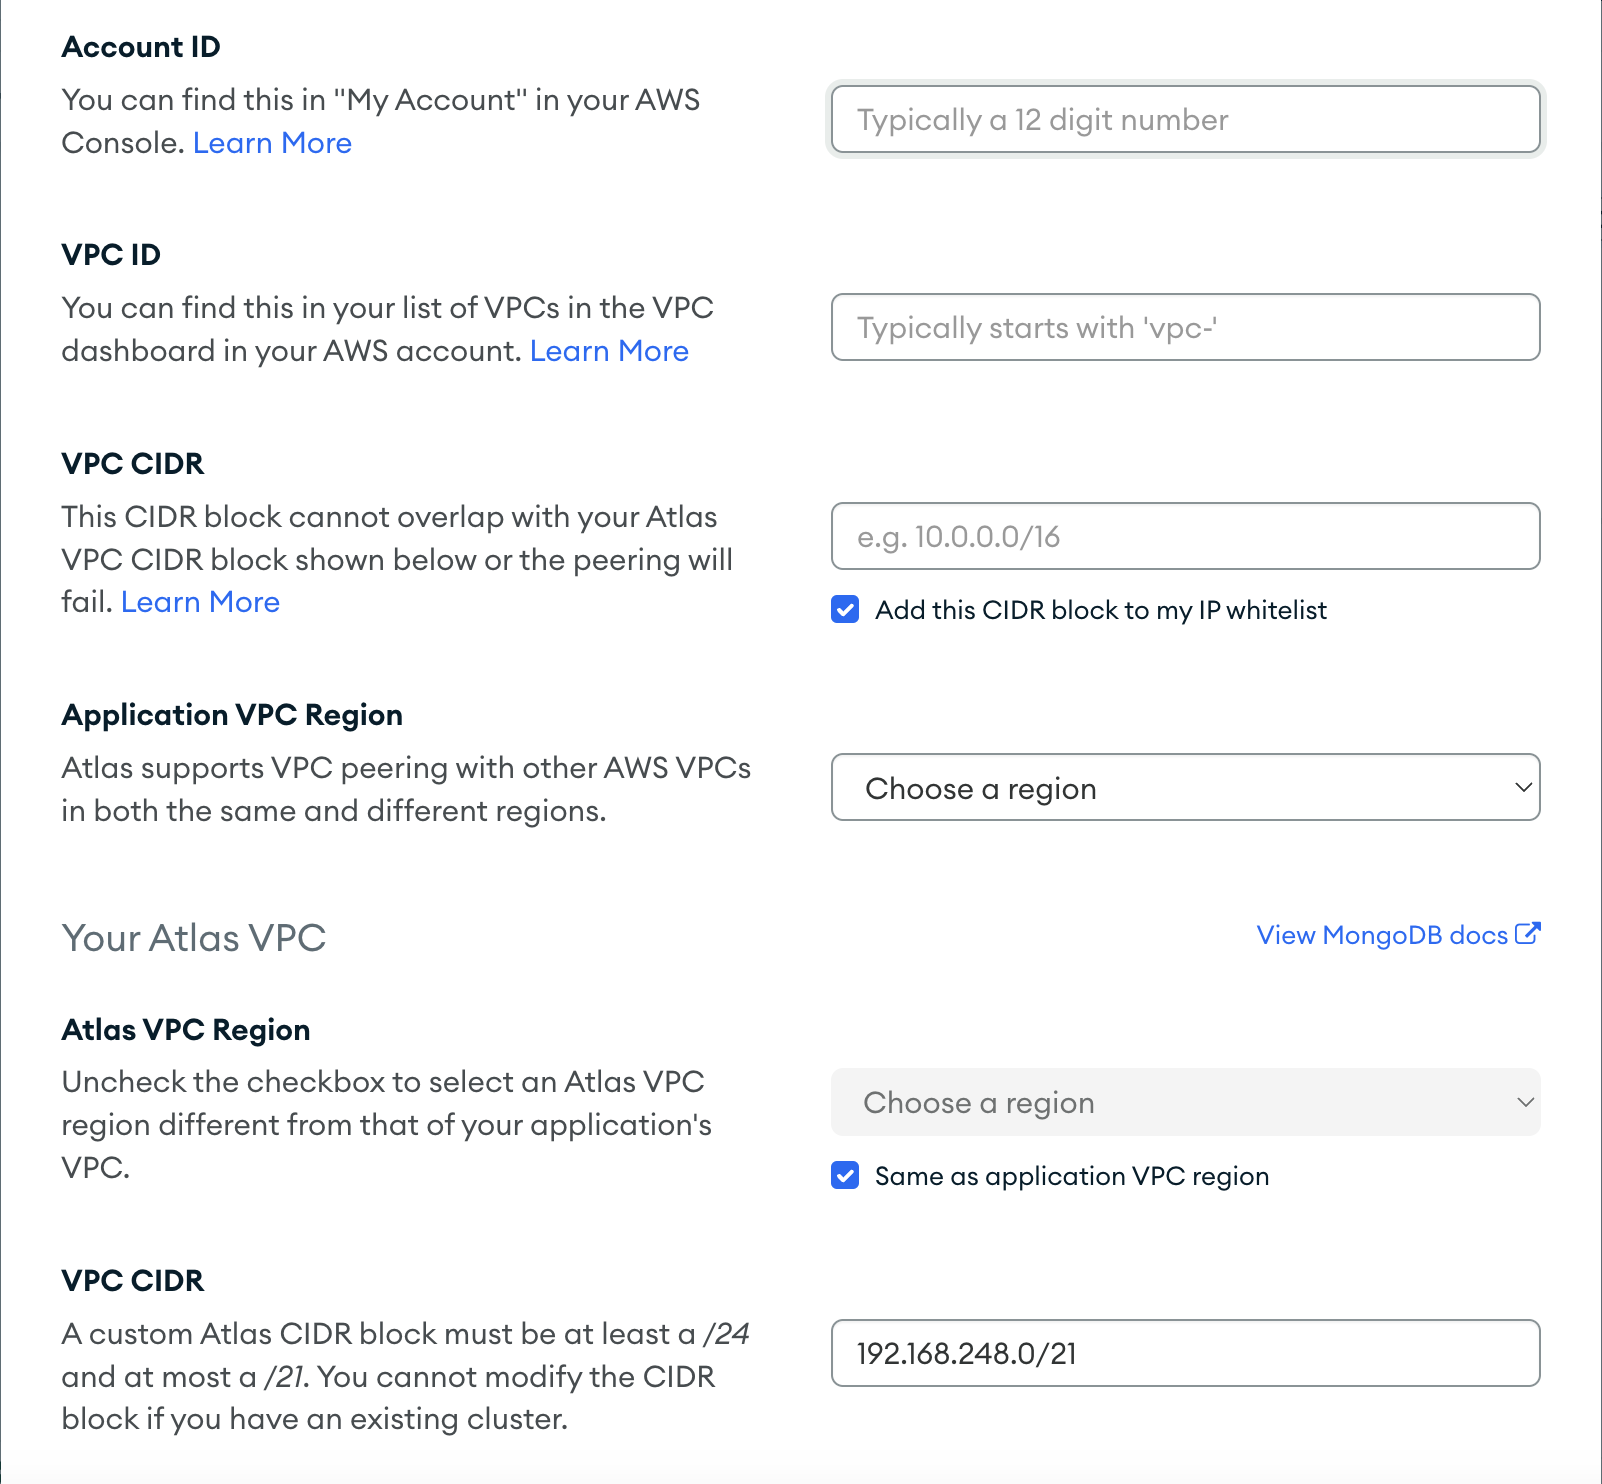 Account ID
You can find this in "My Account" in your AWS
Console. Learn More
Typically a 12 digit number
VPC ID
You can find this in your list of VPCs in the VPC
dashboard in your AWS account. Learn More
Typically starts with 'vpc-'
VPC CIDR
This CIDR block cannot overlap with your Atlas
VPC CIDR block shown below or the peering will
fail. Learn More
e.g. 10.0.0.0/16
Add this CIDR block to my IP whitelist
Application VPC Region
Atlas supports VPC peering with other AWS VPCs
in both the same and different regions.
Choose a region
Your Atlas VPC
View MongoDB docs
Atlas VPC Region
Uncheck the checkbox to select an Atlas VPC
region different from that of your application's
VPC.
Choose a region
Same as application VPC region
VPC CIDR
A custom Atlas CIDR block must be at least a /24
and at most a /21. You cannot modify the CIDR
block if you have an existing cluster.
192.168.248.0/21